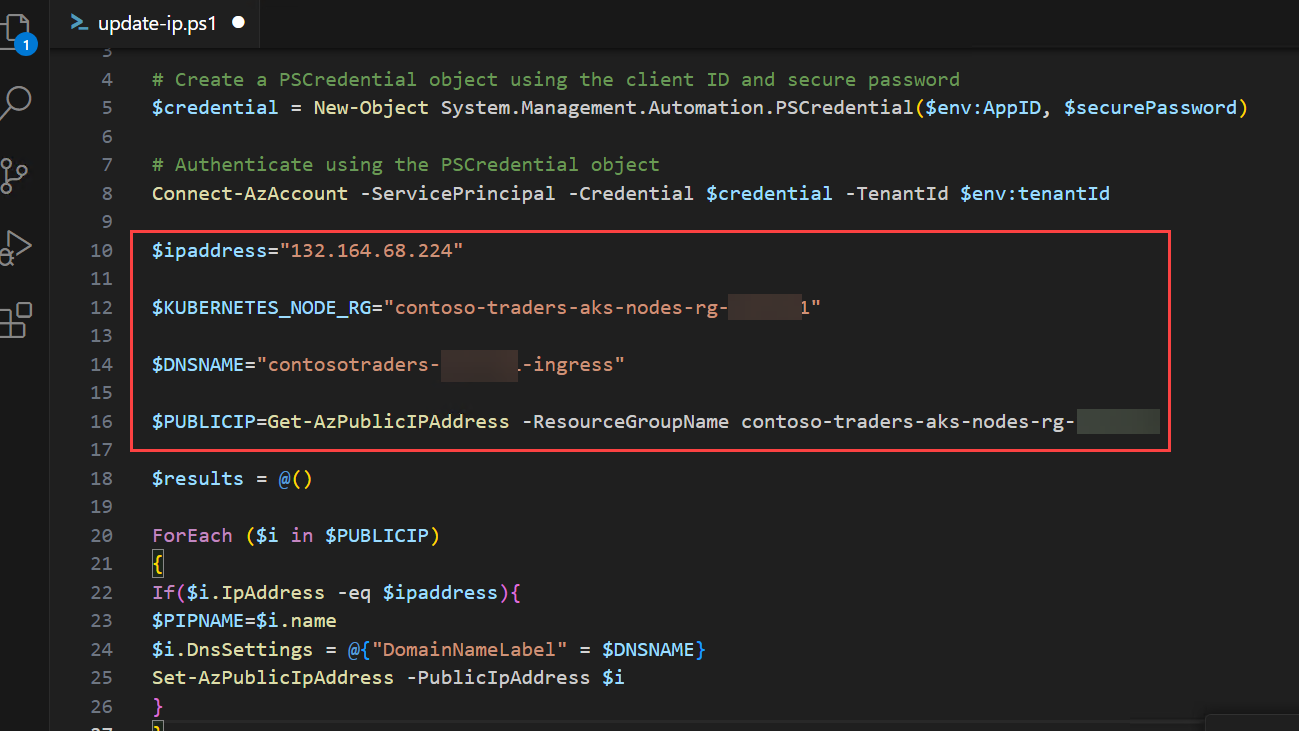 update-ip.ps1
1
3
4 # Create a PSCredential object using the client ID and secure password
5 $credential = New-Object System.Management.Automation.PSCredential($env:AppID, $securePassword)
6
7 # Authenticate using the PSCredential object
8 Connect-AzAccount -ServicePrincipal -Credential $credential -TenantId $env:tenantId
9
10 $ipaddress="132.164.68.224"
11
12 $KUBERNETES_NODE_RG="contoso-traders-aks-nodes-rg- 1"
13
14 $DNSNAME="contosotraders- -ingress"
15
16 $PUBLICIP=Get-AzPublicIPAddress -ResourceGroupName contoso-traders-aks-nodes-rg-
17
18 $results = @()
19
20 ForEach ($i in $PUBLICIP)
21 {
22 If($i.IpAddress -eq $ipaddress){
23 $PIPNAME=$i.name
24 $i.DnsSettings = @{"DomainNameLabel" = $DNSNAME}
25 Set-AzPublicIpAddress -PublicIpAddress $i
26 }
27 }